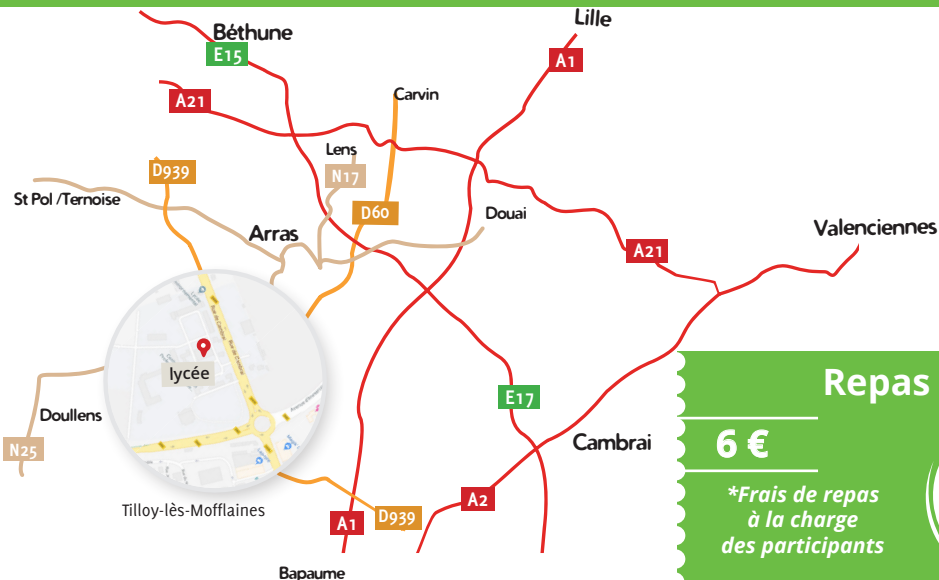 Lille
Béthune
E15
A1
A21
Carvin
Lens
D939
N17
St Pol /Ternoise
D60
Douai
Arras
Valenciennes
A21
lycée
Repas
E17
Doullens
6 €
Cambrai
N25
*Frais de repas
à la charge
des participants
Tilloy-lès-Mofflaines
A2
D939
A1
Bapaume